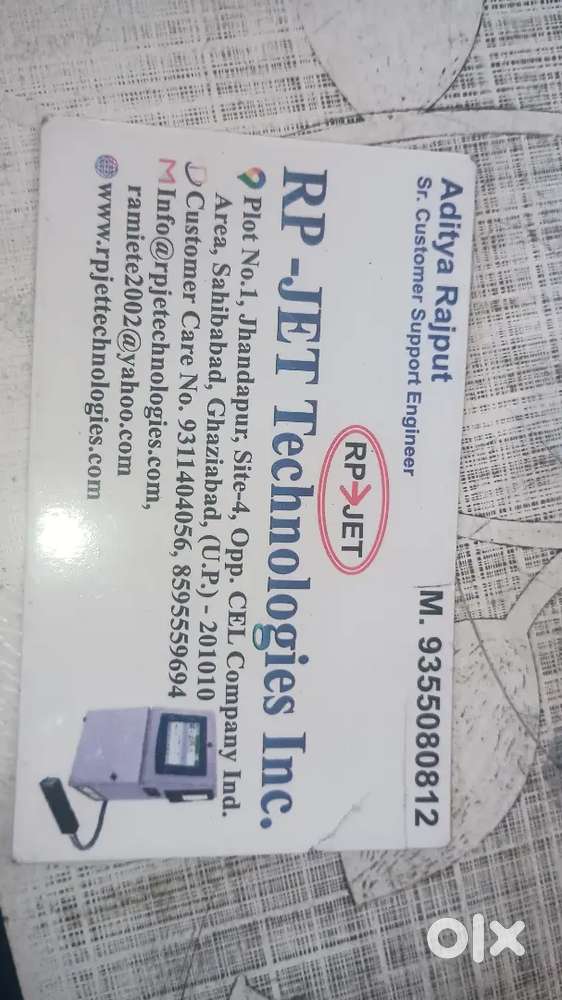 Aditya Rajput
Sr. Customer Support Engineer
M. 9355080812
RP JET
RP -JET Technologies Inc.
Plot No.1, Jhandapur, Site-4, Opp. CEL Company Ind.
Area, Sahibabad, Ghaziabad, (U.P.) - 201010
Customer Care No. 9311404056, 8595559694
Info@rpjetechnologies.com,
ramiete2002@yahoo.com
www.rpjettechnologies.com
olx